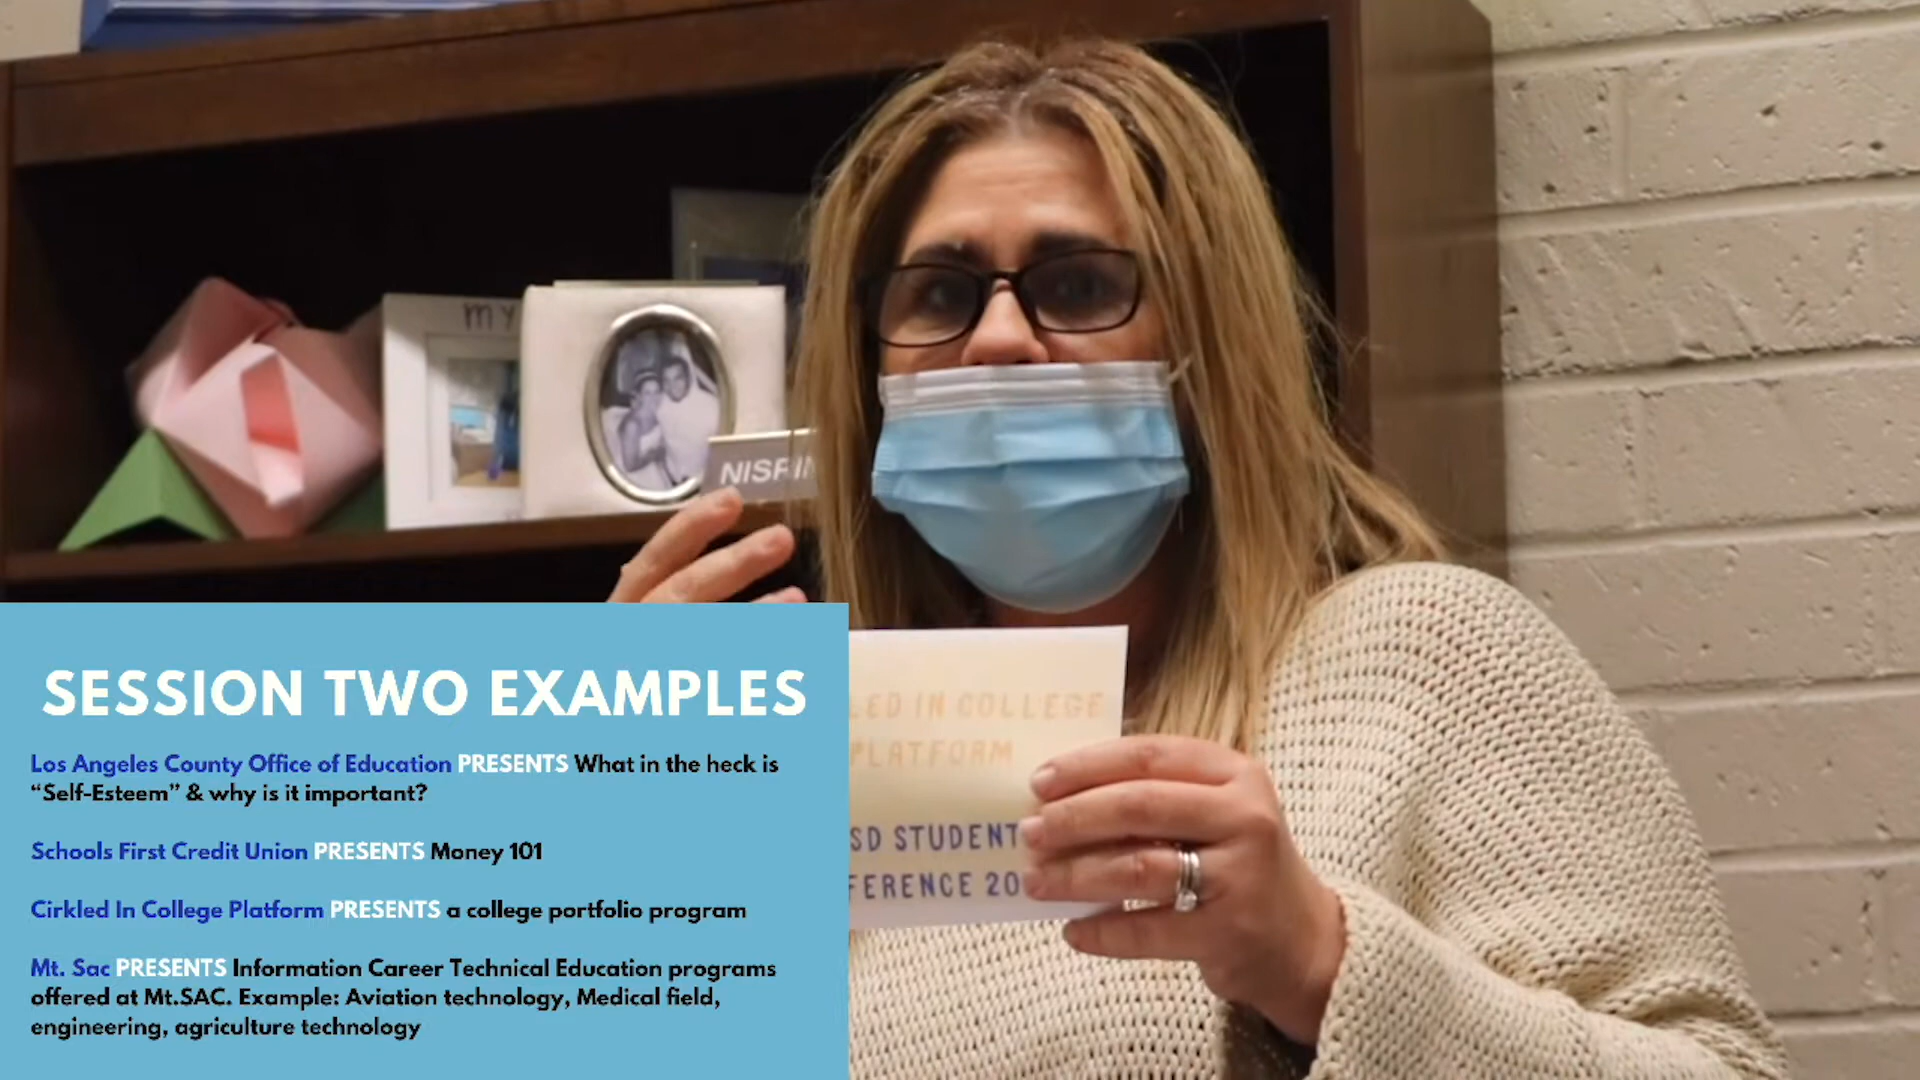 my
NISRIN
SESSION TWO EXAMPLES
Los Angeles County Office of Education PRESENTS What in the heck is
“Self-Esteem” & why is it important?
Schools First Credit Union PRESENTS Money 101
Cirkled In College Platform PRESENTS a college portfolio program
Mt. Sac PRESENTS Information Career Technical Education programs
offered at Mt.SAC. Example: Aviation technology, Medical field,
engineering, agriculture technology
LED IN COLLEGE
PLATFORM
SD STUDENT
FERENCE 20